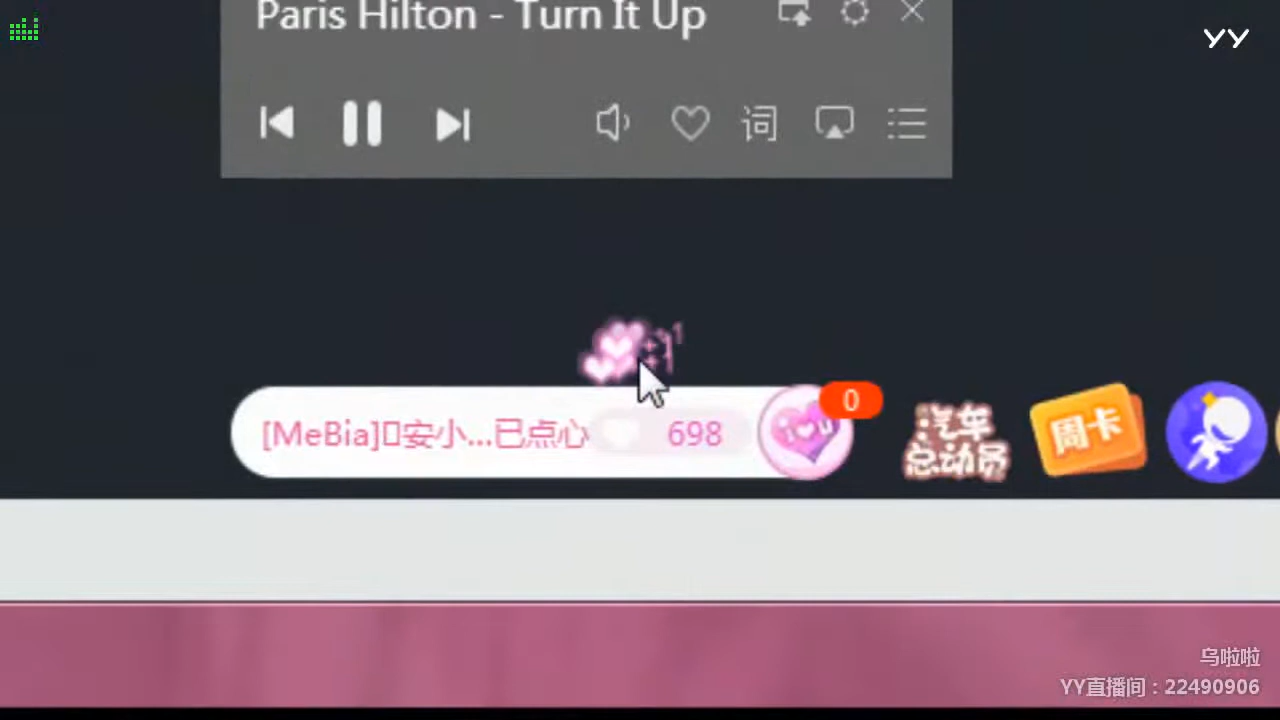 Paris Hilton - Turn It Up
YY
词
+1
[MeBia]▯安小...已点心 698
I U
0
汽车
总动员
周卡
乌啦啦
YY直播间：22490906